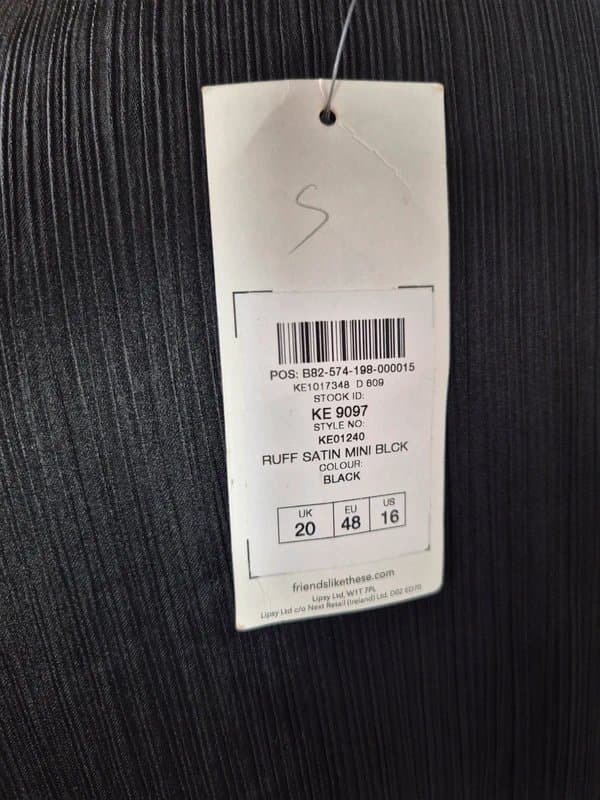 S
POS: B82-574-198-000015
KE1017348 D 609
STOCK ID:
KE 9097
STYLE NO:
KE01240
RUFF SATIN MINI BLCK
COLOUR:
BLACK
UK EU US
20 48 16
friendslikethese.com
Lipsy Ltd, W1T 7PL
Lipsy Ltd c/o Next Retail (Ireland) Ltd. D02 ED70